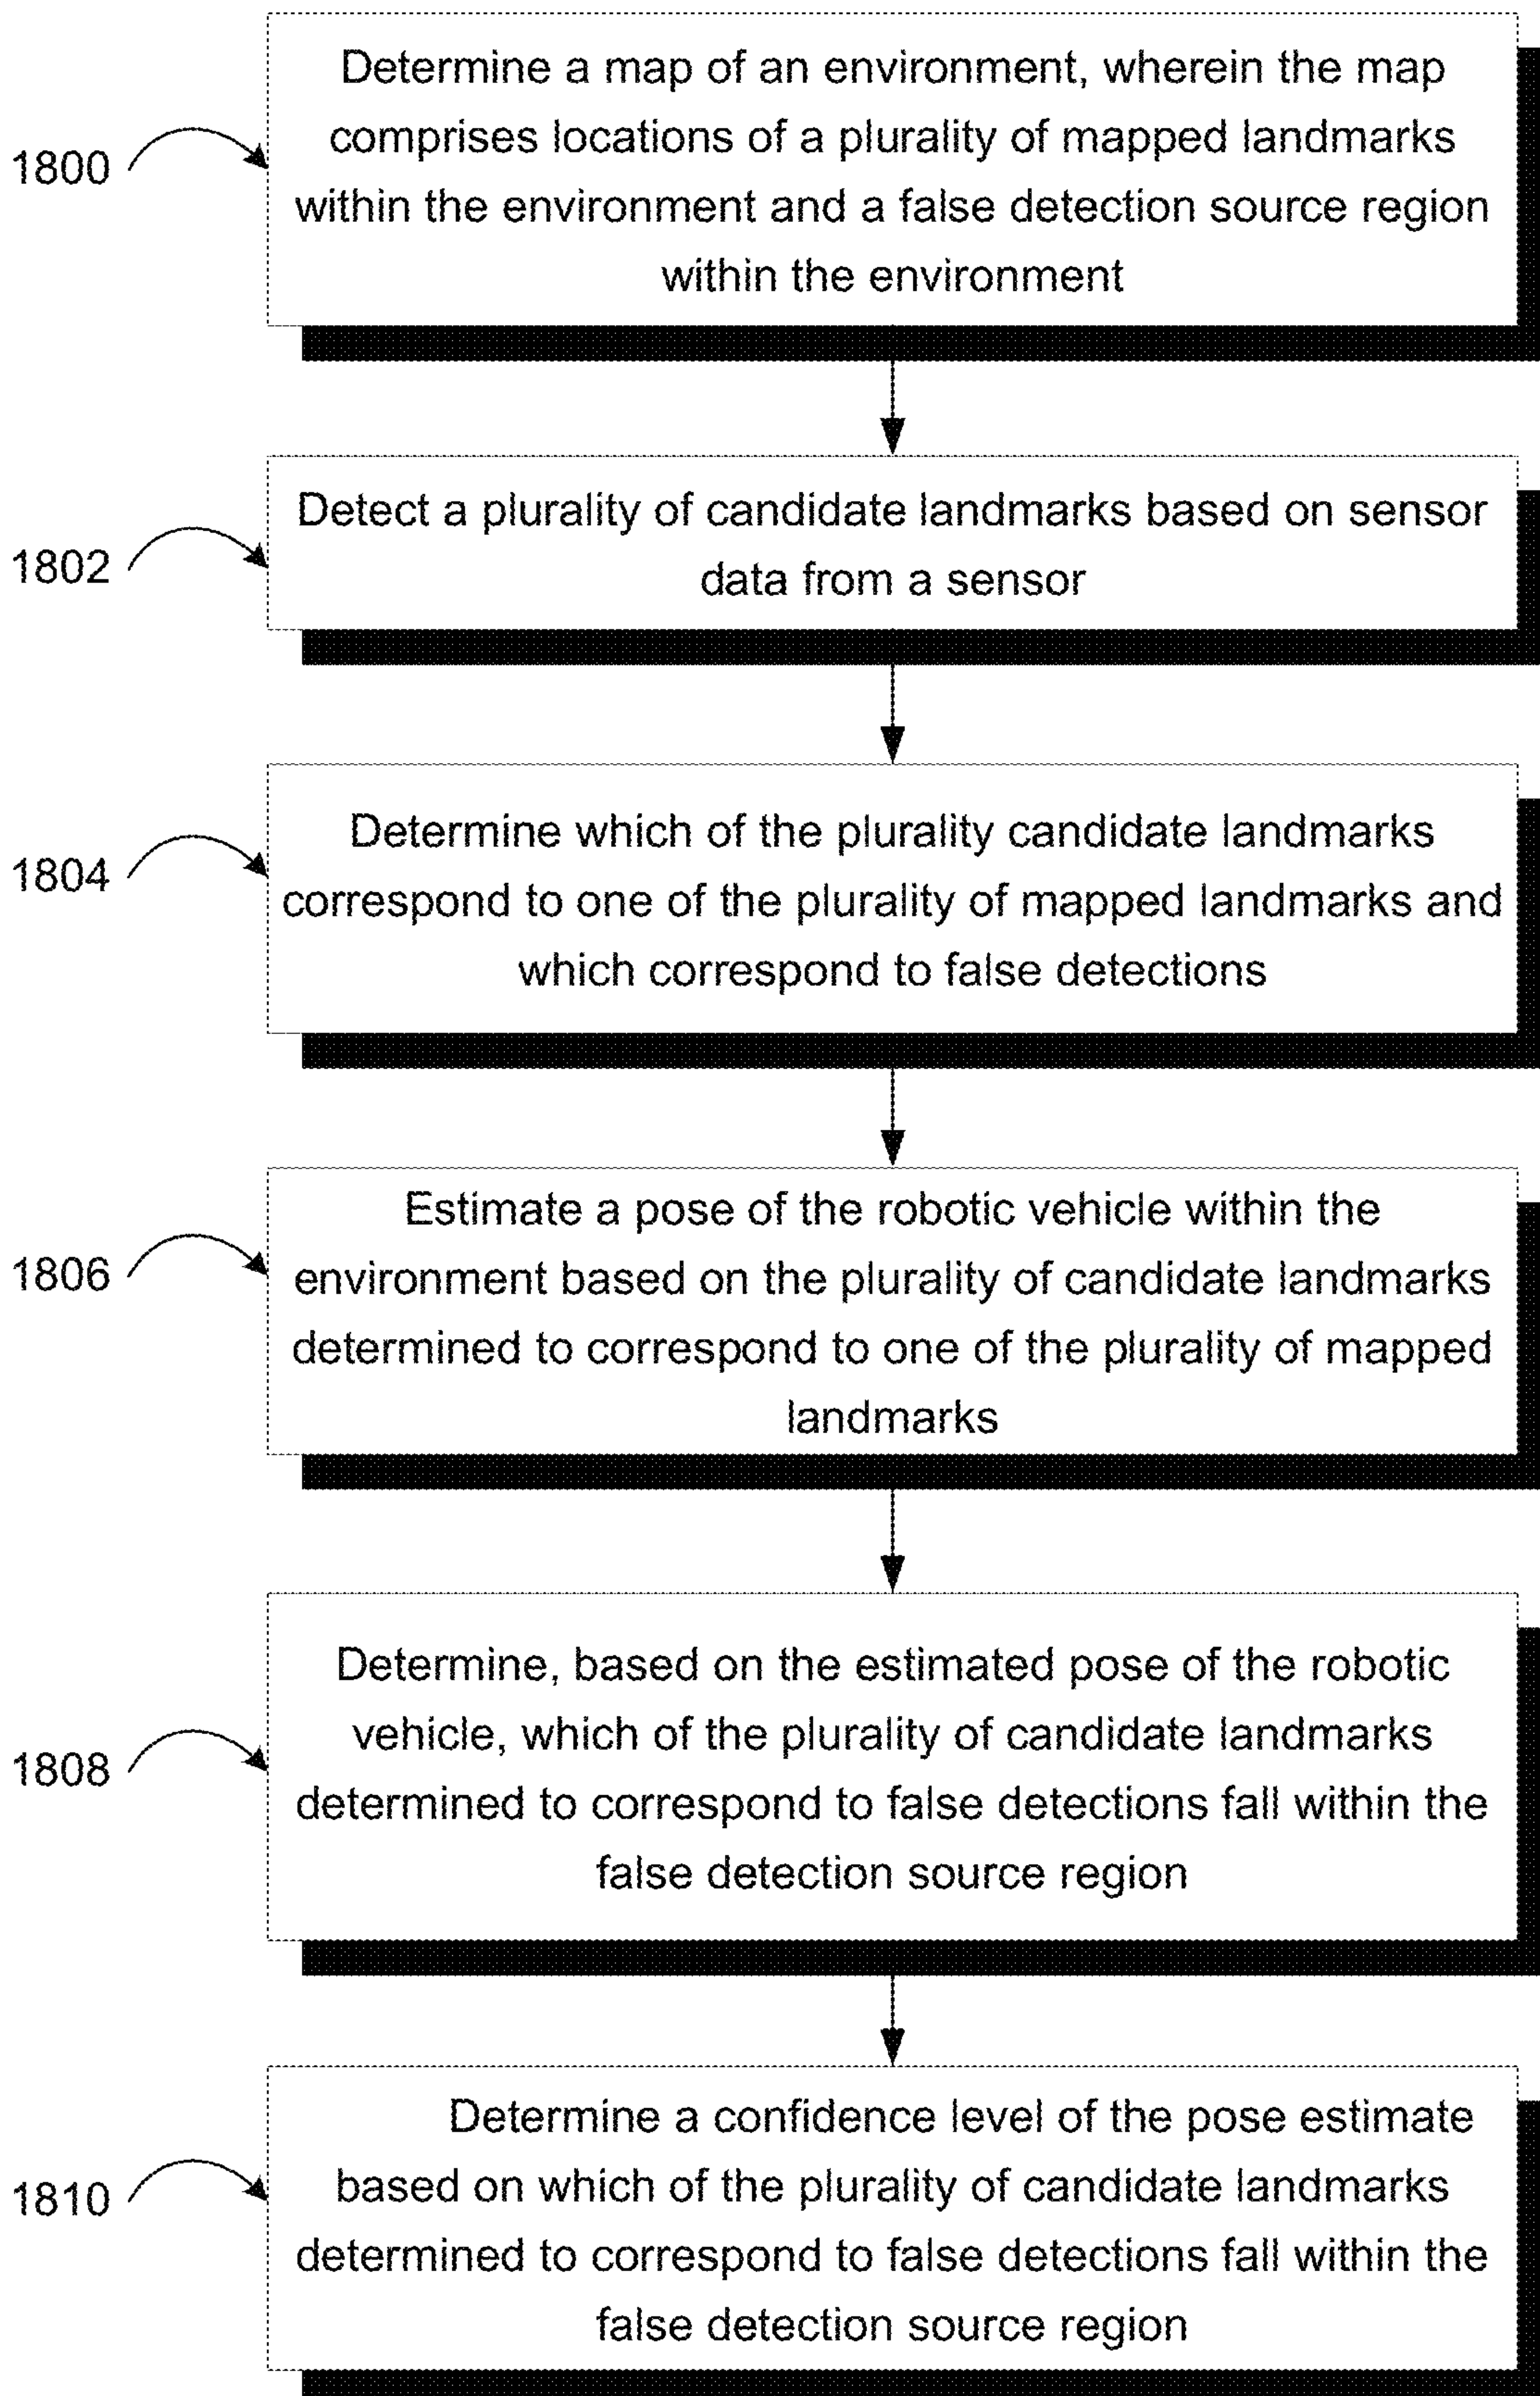 Determine a map of an environment, wherein the map
comprises locations of a plurality of mapped landmarks
within the environment and a false detection source region
within the environment
1800
Detect a plurality of candidate landmarks based on sensor
data from a sensor
1802
Determine which of the plurality candidate landmarks
correspond to one of the plurality of mapped landmarks and
which correspond to false detections
1804
Estimate a pose of the robotic vehicle within the
environment based on the plurality of candidate landmarks
determined to correspond to one of the plurality of mapped
landmarks
1806
Determine, based on the estimated pose of the robotic
vehicle, which of the plurality of candidate landmarks
determined to correspond to false detections fall within the
false detection source region
1808
Determine a confidence level of the pose estimate
based on which of the plurality of candidate landmarks
determined to correspond to false detections fall within the
false detection source region
1810